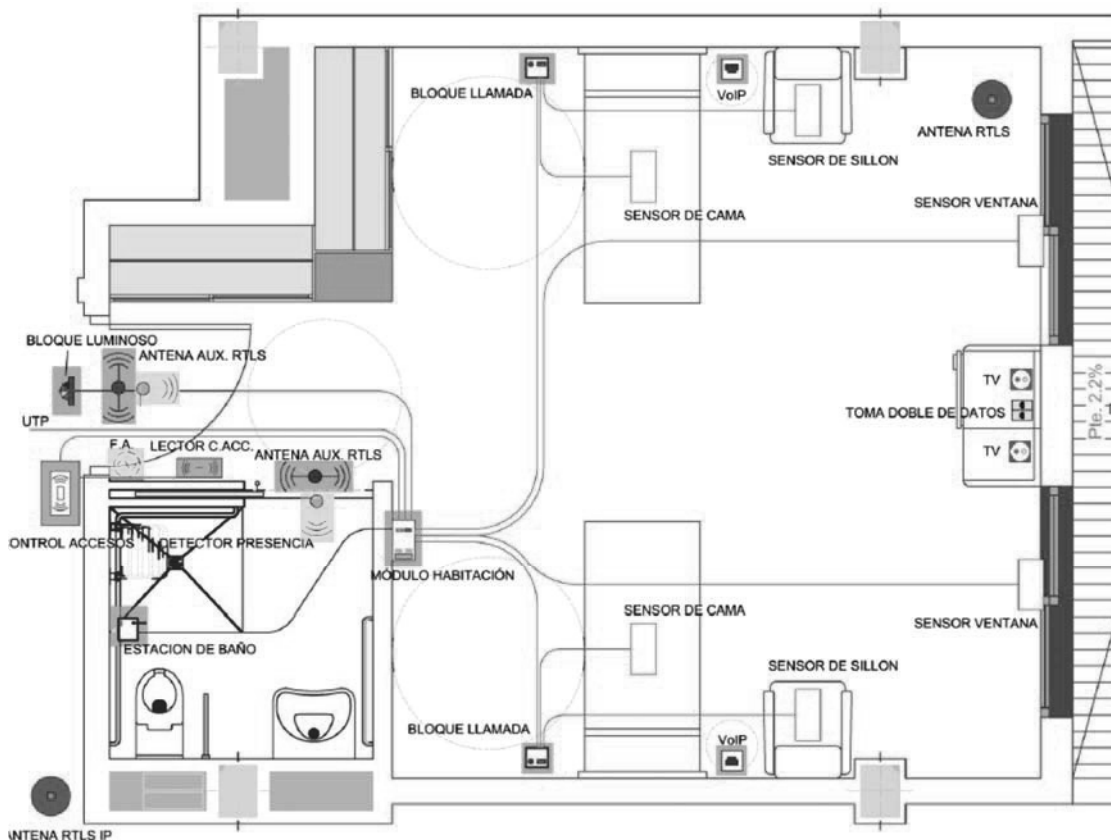 BLOQUE LLAMADA
VoIP
ANTENA RTLS
SENSOR DE SILLON
SENSOR VENTANA
SENSOR DE CAMA
BLOQUE LUMINOSO
ANTENA AUX. RTLS
TV
TOMA DOBLE DE DATOS
Pte. 2.2%
UTP
F.A.
LECTOR C.ACC.
ANTENA AUX. RTLS
TV
ONTROL ACCESOS
DETECTOR PRESENCIA
MÓDULO HABITACIÓN
SENSOR DE CAMA
SENSOR VENTANA
ESTACION DE BAÑO
SENSOR DE SILLON
BLOQUE LLAMADA
VoIP
ANTENA RTLS IP